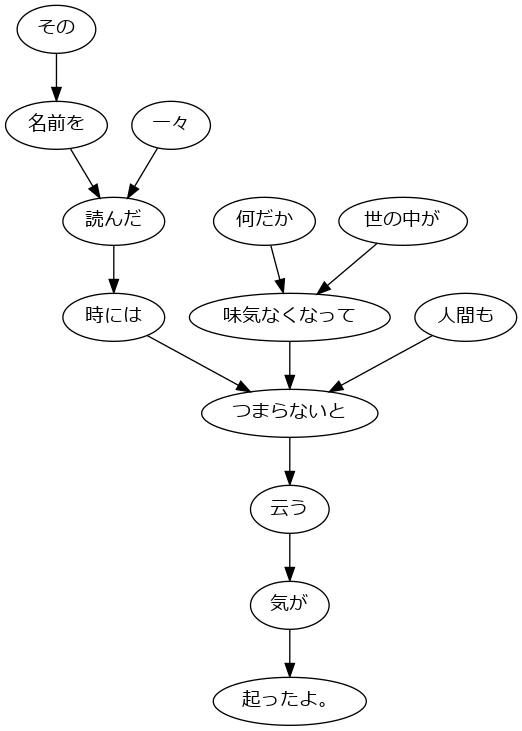 その
名前を
一々
読んだ
何だか
世の中が
時には
味気なくなって
人間も
つまらないと
云う
気が
起ったよ。